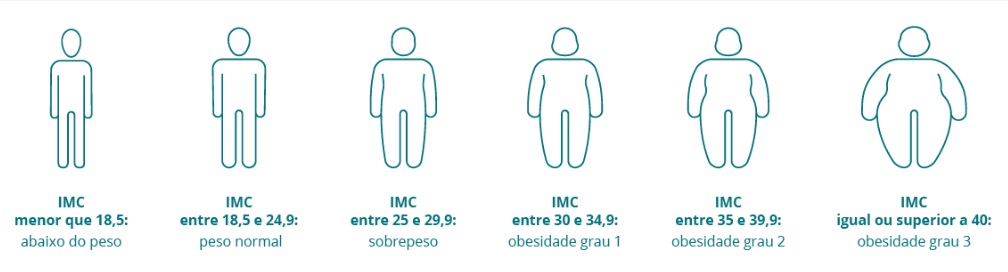 IMC
menor que 18,5:
abaixo do peso
IMC
entre 18,5 e 24,9:
peso normal
IMC
entre 25 e 29,9:
sobrepeso
IMC
entre 30 e 34,9:
obesidade grau 1
IMC
entre 35 e 39,9:
obesidade grau 2
IMC
igual ou superior a 40:
obesidade grau 3